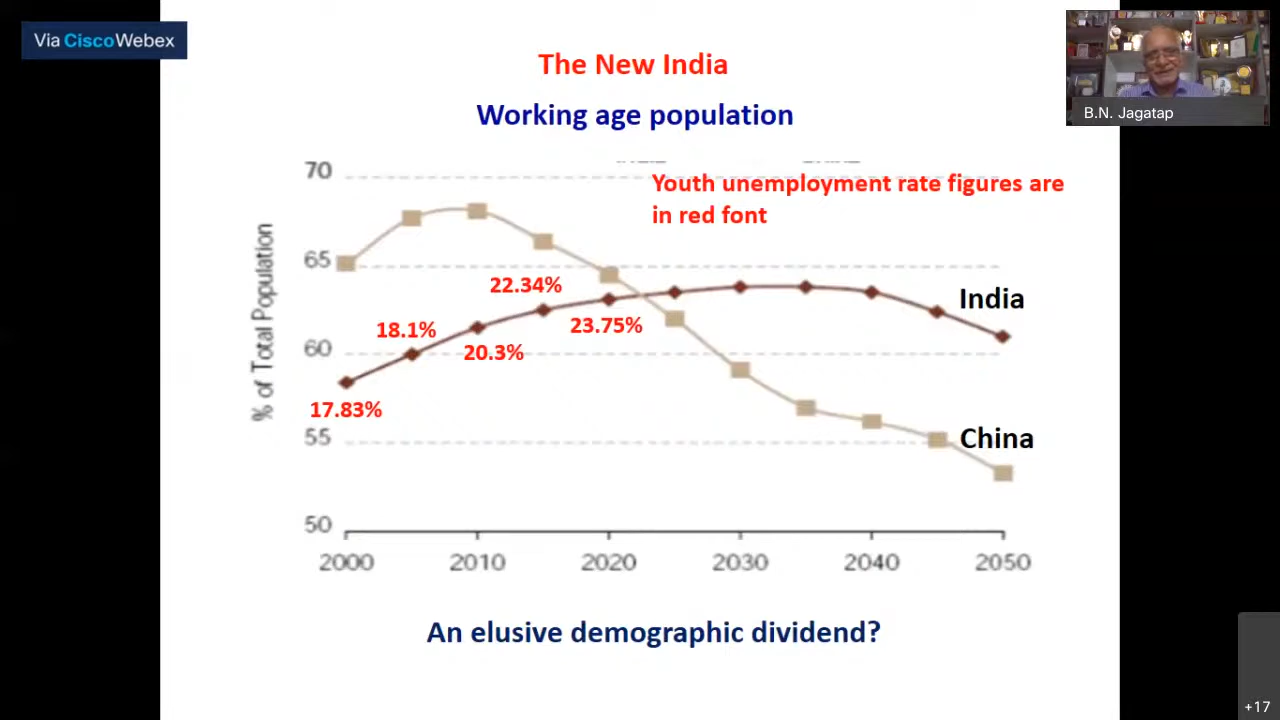 Via CiscoWebex
The New India
B.N. Jagatap
Working age population
70
Youth unemployment rate figures are
in red font
65
22.34%
India
18.1%
23.75%
60
20.3%
17.83%
% of Total Population
55
China
50
2000 2010 2020 2030 2040 2050
An elusive demographic dividend?
+17